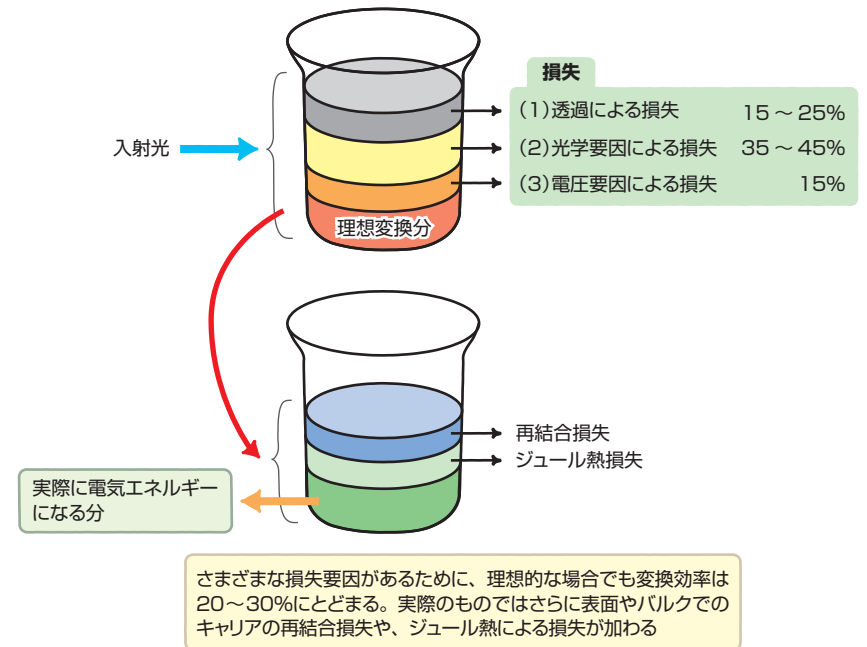 損失
(1)透過による損失 15～25%
入射光
(2)光学要因による損失 35～45%
(3)電圧要因による損失 15%
理想変換分
再結合損失
ジュール熱損失
実際に電気エネルギー
になる分
さまざまな損失要因があるために、理想的な場合でも変換効率は
20～30%にとどまる。実際のものではさらに表面やバルクでの
キャリアの再結合損失や、ジュール熱による損失が加わる